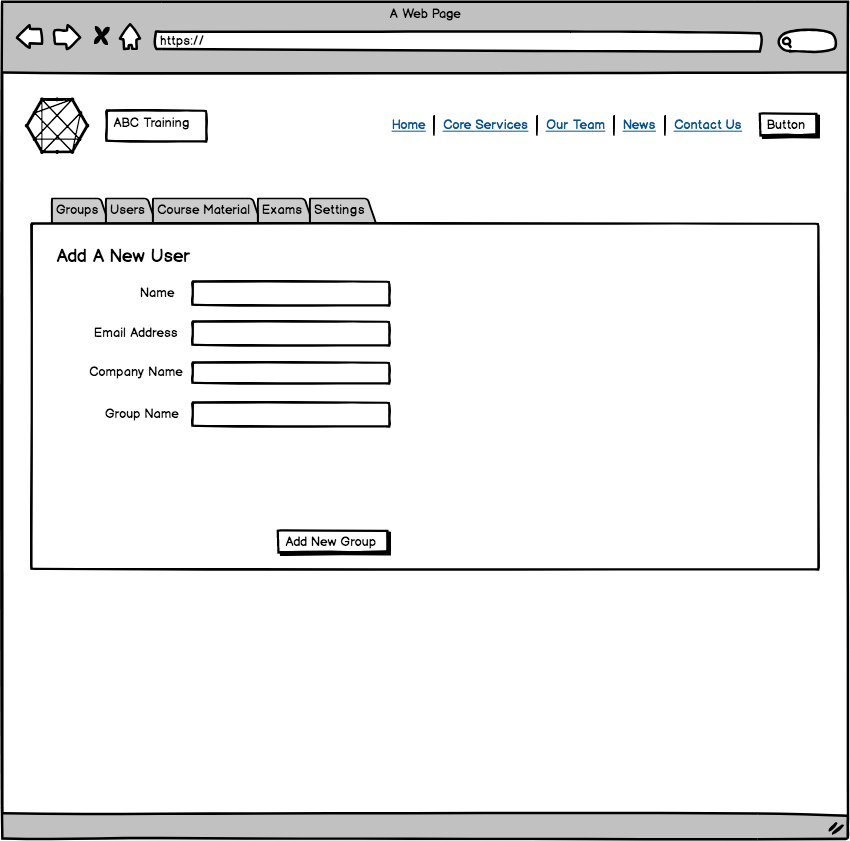 A Web Page
https://
ABC Training
Home Core Services Our Team News Contact Us Button
Groups Users Course Material Exams Settings
Add A New User
Name
Email Address
Company Name
Group Name
Add New Group